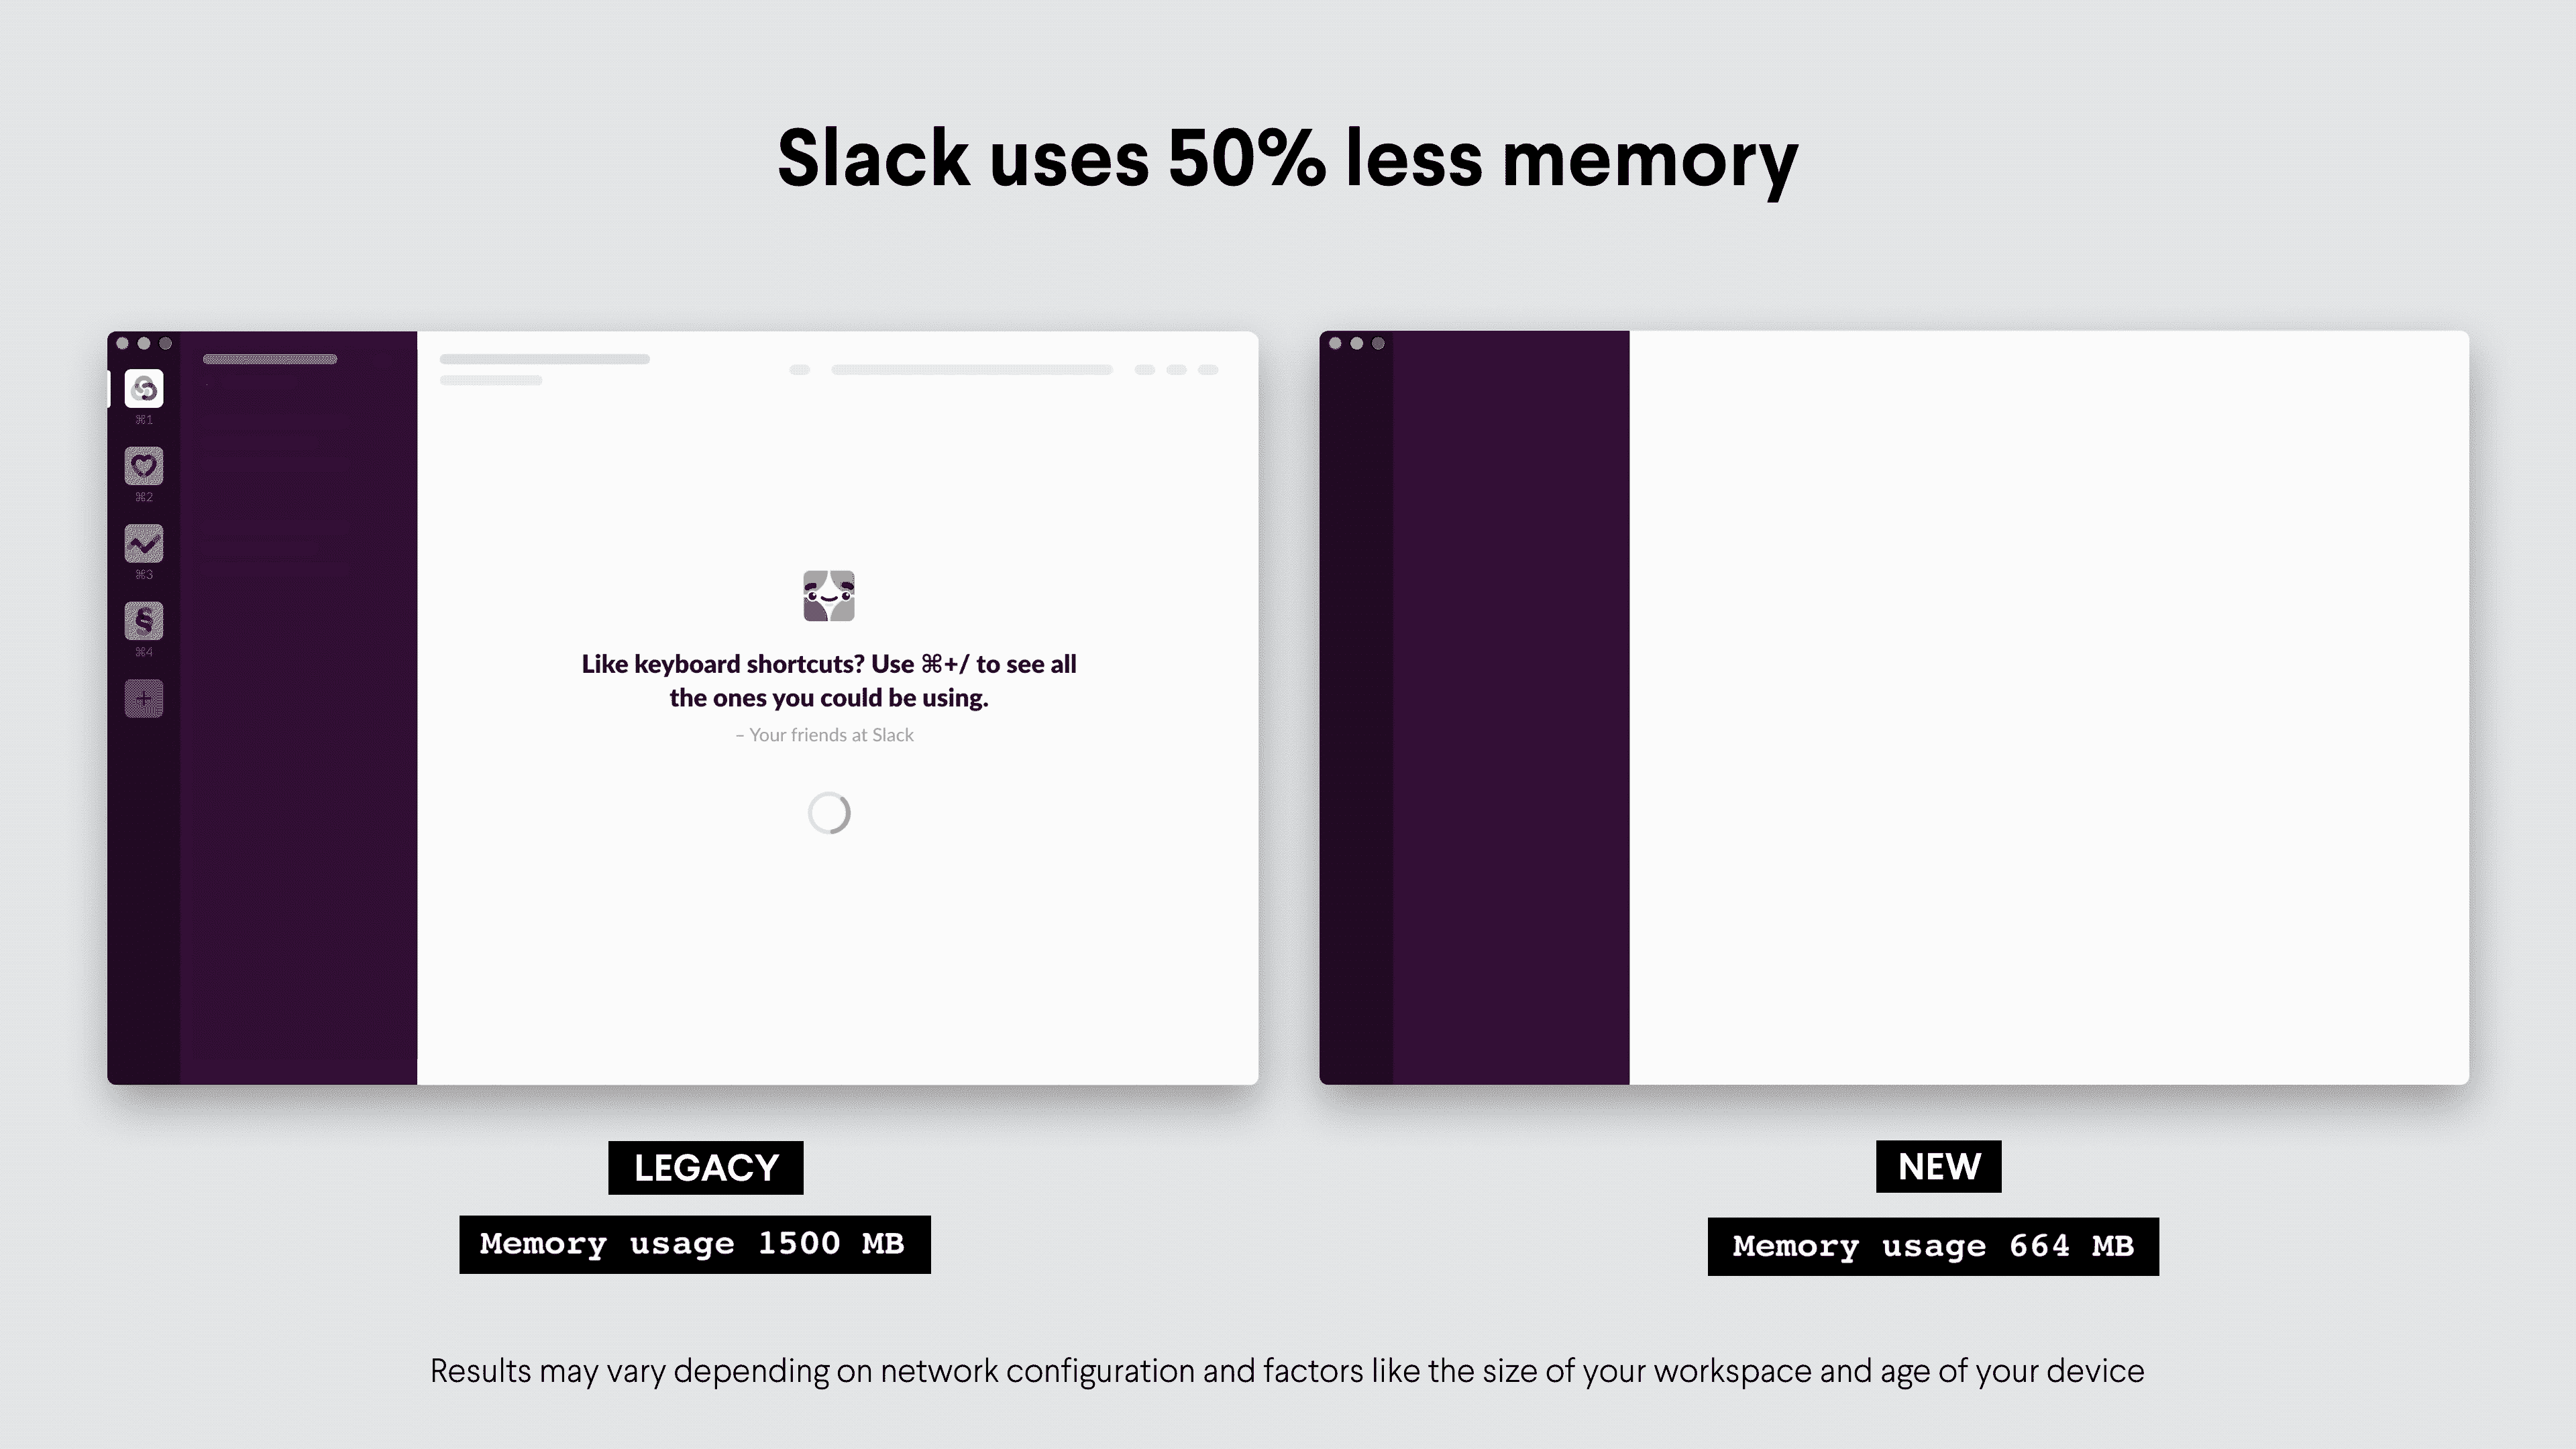 Slack uses 50% less memory
⌘1
⌘2
⌘3
⌘4
Like keyboard shortcuts? Use ⌘+/ to see all
the ones you could be using.
– Your friends at Slack
LEGACY
Memory usage 1500 MB
NEW
Memory usage 664 MB
Results may vary depending on network configuration and factors like the size of your workspace and age of your device